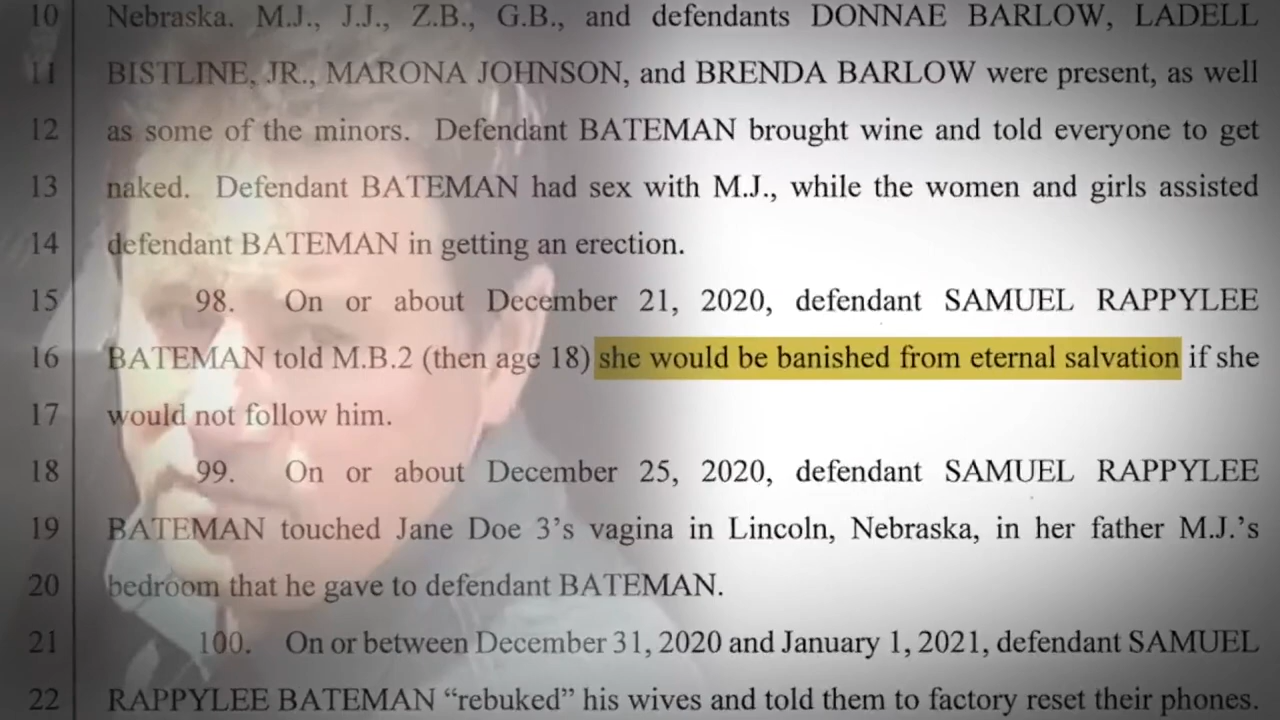 10 Nebraska. M.J., J.J., Z.B., G.B., and defendants DONNAE BARLOW, LADELL
11 BISTLINE, JR., MARONA JOHNSON, and BRENDA BARLOW were present, as well
12 as some of the minors. Defendant BATEMAN brought wine and told everyone to get
13 naked. Defendant BATEMAN had sex with M.J., while the women and girls assisted
14 defendant BATEMAN in getting an erection.
15 98. On or about December 21, 2020, defendant SAMUEL RAPPYLEE
16 BATEMAN told M.B.2 (then age 18) she would be banished from eternal salvation if she
17 would not follow him.
18 99. On or about December 25, 2020, defendant SAMUEL RAPPYLEE
19 BATEMAN touched Jane Doe 3’s vagina in Lincoln, Nebraska, in her father M.J.’s
20 bedroom that he gave to defendant BATEMAN.
21 100. On or between December 31, 2020 and January 1, 2021, defendant SAMUEL
22 RAPPYLEE BATEMAN “rebuked” his wives and told them to factory reset their phones.